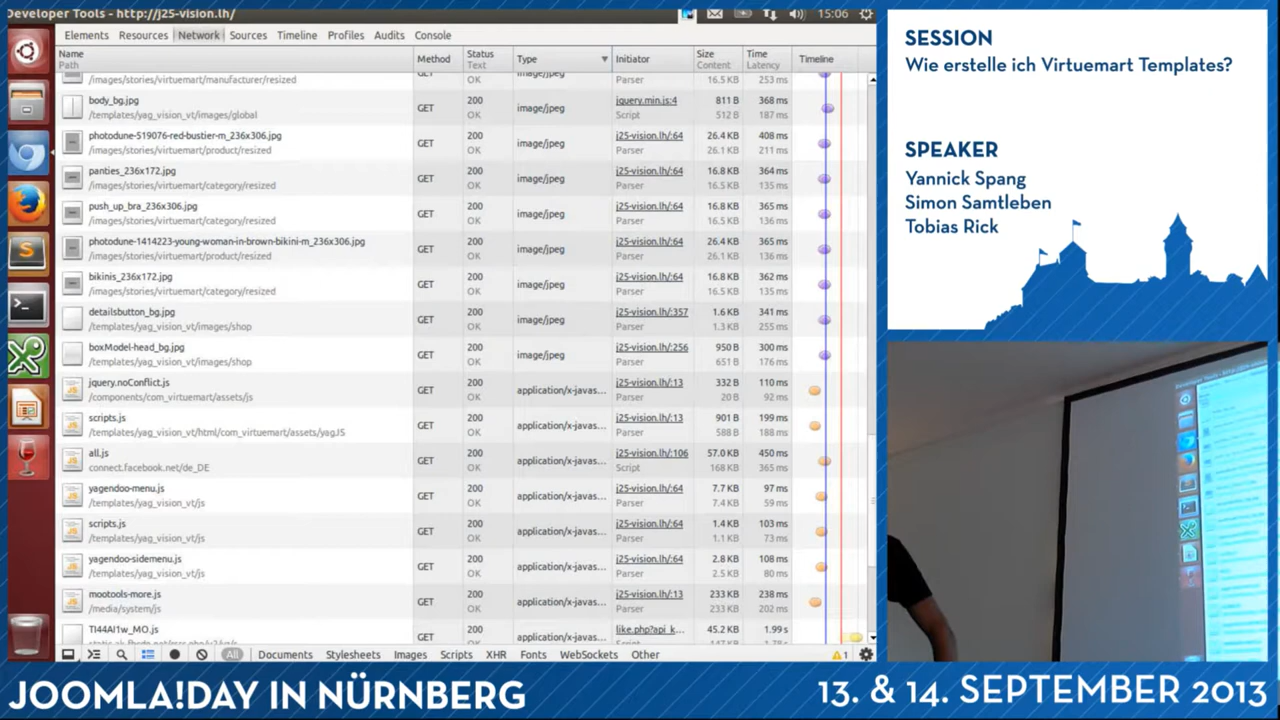 Developer Tools - http://j25-vision.lh/
15:06
Elements Resources Network Sources Timeline Profiles Audits Console
Name Path Method Status Text Type Initiator Size Content Time Latency Timeline
/images/stories/virtuemart/manufacturer/resized OK Parser 16.5 KB 253 ms
body_bg.jpg GET 200 image/jpeg jquery.min.js:4 811 B 368 ms
/images/yag_vision_vt/images/global OK Script 512 B 187 ms
photodune-519076-red-bustier-m_236x306.jpg GET 200 image/jpeg j25-vision.lh/:64 26.4 KB 408 ms
/images/stories/virtuemart/product/resized OK Parser 26.1 KB 211 ms
panties_236x172.jpg GET 200 image/jpeg j25-vision.lh/:64 16.8 KB 364 ms
/images/stories/virtuemart/category/resized OK Parser 16.5 KB 135 ms
push_up_bra_236x306.jpg GET 200 image/jpeg j25-vision.lh/:64 16.8 KB 365 ms
/images/stories/virtuemart/category/resized OK Parser 16.5 KB 136 ms
photodune-1414223-young-woman-in-brown-bikini-m_236x306.jpg GET 200 image/jpeg j25-vision.lh/:64 26.4 KB 365 ms
/images/stories/virtuemart/product/resized OK Parser 26.1 KB 136 ms
bikinis_236x172.jpg GET 200 image/jpeg j25-vision.lh/:64 16.8 KB 362 ms
/images/stories/virtuemart/category/resized OK Parser 16.5 KB 135 ms
detailsbutton_bg.jpg GET 200 image/jpeg j25-vision.lh/:357 1.6 KB 341 ms
/templates/yag_vision_vt/images/shop OK Parser 1.3 KB 255 ms
boxModel-head_bg.jpg GET 200 image/jpeg j25-vision.lh/:256 950 B 300 ms
/templates/yag_vision_vt/images/shop OK Parser 651 B 176 ms
jquery.noConflict.js GET 200 application/x-javas... j25-vision.lh/:13 332 B 110 ms
/components/com_virtuemart/assets/js OK Parser 20 B 92 ms
scripts.js GET 200 application/x-javas... j25-vision.lh/:13 901 B 199 ms
/templates/yag_vision_vt/html/com_virtuemart/assets/yagJS OK Parser 588 B 188 ms
all.js GET 200 application/x-javas... j25-vision.lh/:106 57.0 KB 450 ms
connect.facebook.net/de_DE OK Script 168 KB 365 ms
yagendoo-menu.js GET 200 application/x-javas... j25-vision.lh/:64 7.7 KB 97 ms
/templates/yag_vision_vt/js OK Parser 7.4 KB 59 ms
scripts.js GET 200 application/x-javas... j25-vision.lh/:64 1.4 KB 103 ms
/templates/yag_vision_vt/js OK Parser 1.1 KB 73 ms
yagendoo-sidemenu.js GET 200 application/x-javas... j25-vision.lh/:64 2.8 KB 108 ms
/templates/yag_vision_vt/js OK Parser 2.5 KB 80 ms
mootools-more.js GET 200 application/x-javas... j25-vision.lh/:13 233 KB 238 ms
/media/system/js OK Parser 233 KB 202 ms
TI44AI1w_MO.js GET 200 application/x-javas... like.php?api_k... 45.2 KB 1.99 s
All Documents Stylesheets Images Scripts XHR Fonts WebSockets Other 1
SESSION
Wie erstelle ich Virtuemart Templates?
SPEAKER
Yannick Spang
Simon Samtleben
Tobias Rick
JOOMLA!DAY IN NÜRNBERG
13. & 14. SEPTEMBER 2013